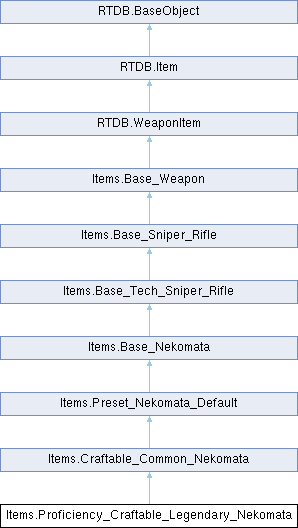 RTDB.BaseObject
RTDB.Item
RTDB.WeaponItem
Items.Base_Weapon
Items.Base_Sniper_Rifle
Items.Base_Tech_Sniper_Rifle
Items.Base_Nekomata
Items.Preset_Nekomata_Default
Items.Craftable_Common_Nekomata
Items.Proficiency_Craftable_Legendary_Nekomata